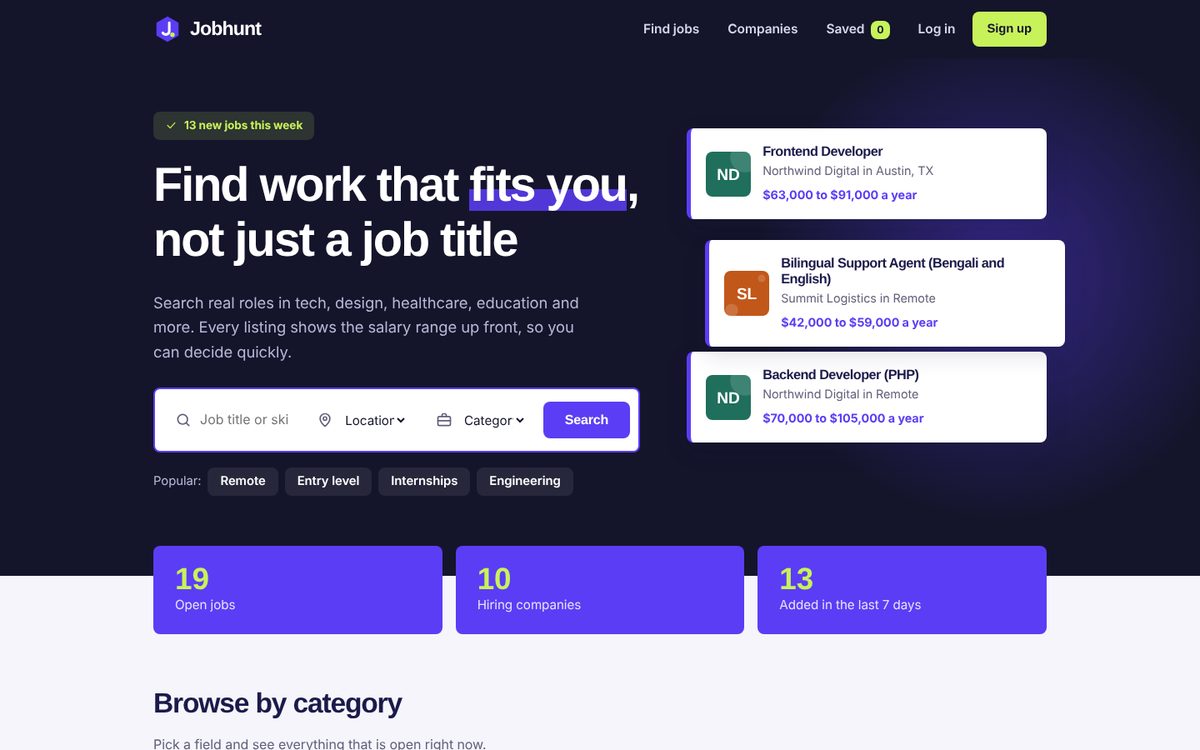 Jobhunt
Find jobs
Companies
Saved 0
Log in
Sign up
13 new jobs this week
Find work that fits you,
not just a job title
Search real roles in tech, design, healthcare, education and
more. Every listing shows the salary range up front, so you
can decide quickly.
Job title or ski
Locatior
Categor
Search
Popular:
Remote
Entry level
Internships
Engineering
ND
Frontend Developer
Northwind Digital in Austin, TX
$63,000 to $91,000 a year
SL
Bilingual Support Agent (Bengali and
English)
Summit Logistics in Remote
$42,000 to $59,000 a year
ND
Backend Developer (PHP)
Northwind Digital in Remote
$70,000 to $105,000 a year
19
Open jobs
10
Hiring companies
13
Added in the last 7 days
Browse by category
Pick a field and see everything that is open right now.